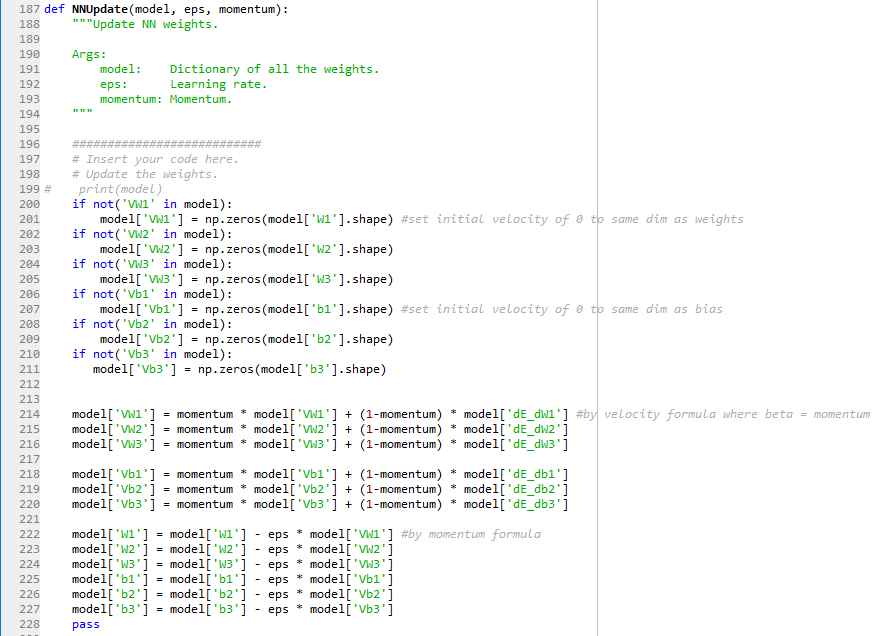 187 def NNUpdate(model, eps, momentum):
188     """Update NN weights.
189
190     Args:
191         model:    Dictionary of all the weights.
192         eps:      Learning rate.
193         momentum: Momentum.
194     """
195
196     ###########################
197     # Insert your code here.
198     # Update the weights.
199 #    print(model)
200     if not('VW1' in model):
201         model['VW1'] = np.zeros(model['W1'].shape) #set initial velocity of 0 to same dim as weights
202     if not('VW2' in model):
203         model['VW2'] = np.zeros(model['W2'].shape)
204     if not('VW3' in model):
205         model['VW3'] = np.zeros(model['W3'].shape)
206     if not('Vb1' in model):
207         model['Vb1'] = np.zeros(model['b1'].shape) #set initial velocity of 0 to same dim as bias
208     if not('Vb2' in model):
209         model['Vb2'] = np.zeros(model['b2'].shape)
210     if not('Vb3' in model):
211        model['Vb3'] = np.zeros(model['b3'].shape)
212
213
214     model['VW1'] = momentum * model['VW1'] + (1-momentum) * model['dE_dW1'] #by velocity formula where beta = momentum
215     model['VW2'] = momentum * model['VW2'] + (1-momentum) * model['dE_dW2']
216     model['VW3'] = momentum * model['VW3'] + (1-momentum) * model['dE_dW3']
217
218     model['Vb1'] = momentum * model['Vb1'] + (1-momentum) * model['dE_db1']
219     model['Vb2'] = momentum * model['Vb2'] + (1-momentum) * model['dE_db2']
220     model['Vb3'] = momentum * model['Vb3'] + (1-momentum) * model['dE_db3']
221
222     model['W1'] = model['W1'] - eps * model['VW1'] #by momentum formula
223     model['W2'] = model['W2'] - eps * model['VW2']
224     model['W3'] = model['W3'] - eps * model['VW3']
225     model['b1'] = model['b1'] - eps * model['Vb1']
226     model['b2'] = model['b2'] - eps * model['Vb2']
227     model['b3'] = model['b3'] - eps * model['Vb3']
228     pass